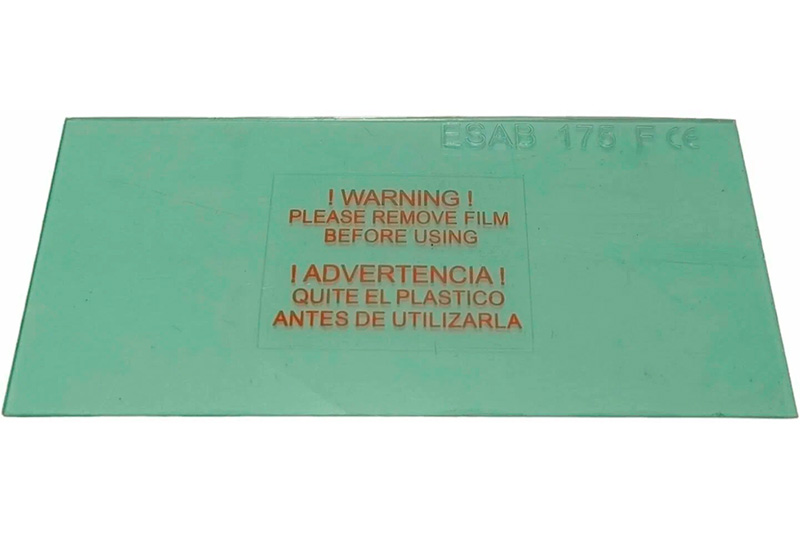 ESAB 175 F CE
! WARNING !
PLEASE REMOVE FILM
BEFORE USING
! ADVERTENCIA !
QUITE EL PLASTICO
ANTES DE UTILIZARLA